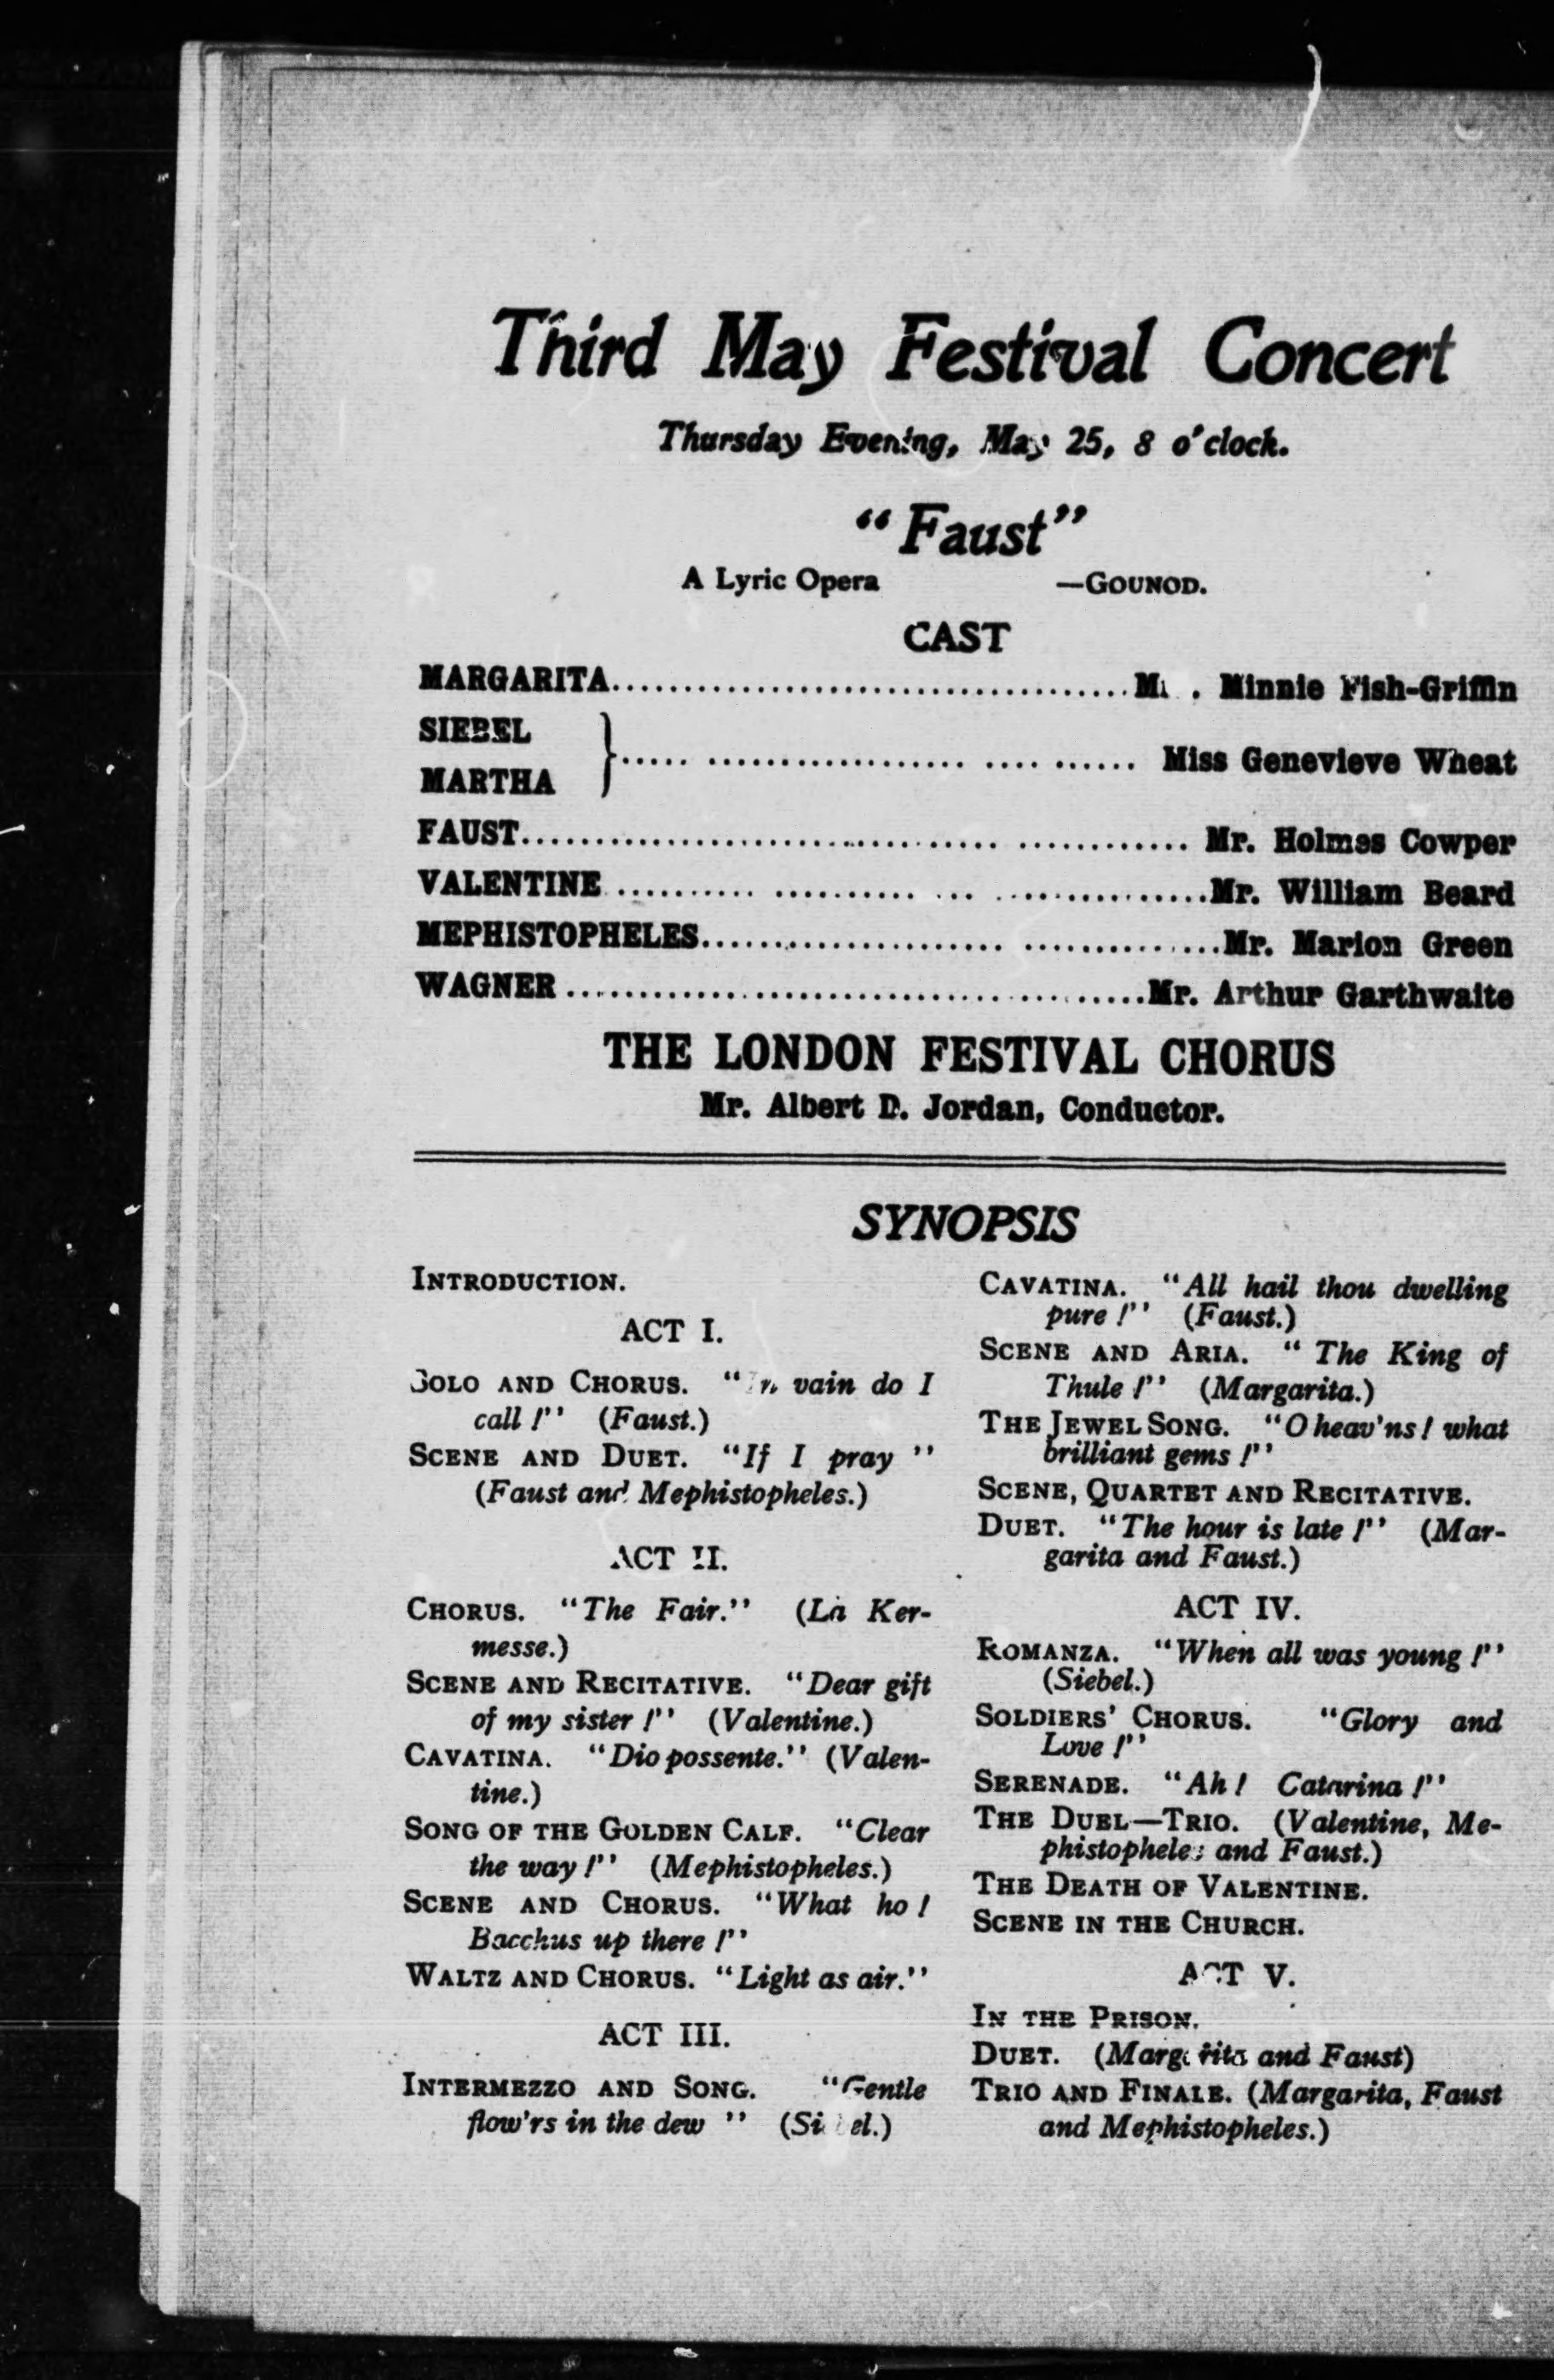 Third May Festival Concert
Thursday Evening, May 25, 8 o'clock.
"Faust"
A Lyric Opera —GOUNOD.
CAST
MARGARITA.....................................Minnie Fish-Griffin
SIEBEL
MARTHA
} ..... .................. .... ...... Miss Genevieve Wheat
FAUST................................. ............ Mr. Holmes Cowper
VALENTINE .......... .......... ... ...............Mr. William Beard
MEPHISTOPHELES..................... ..............Mr. Marion Green
WAGNER ........................................Mr. Arthur Garthwaite
THE LONDON FESTIVAL CHORUS
Mr. Albert D. Jordan, Conductor.
SYNOPSIS
INTRODUCTION.
ACT I.
SOLO AND CHORUS. "In vain do I
call!" (Faust.)
SCENE AND DUET. "If I pray"
(Faust and Mephistopheles.)
ACT II.
CHORUS. "The Fair." (La Ker-
messe.)
SCENE AND RECITATIVE. "Dear gift
of my sister!" (Valentine.)
CAVATINA. "Dio possente." (Valen-
tine.)
SONG OF THE GOLDEN CALF. "Clear
the way!" (Mephistopheles.)
SCENE AND CHORUS. "What ho!
Bacchus up there!"
WALTZ AND CHORUS. "Light as air."
ACT III.
INTERMEZZO AND SONG. "Gentle
flow'rs in the dew" (Siebel.)
CAVATINA. "All hail thou dwelling
pure!" (Faust.)
SCENE AND ARIA. "The King of
Thule!" (Margarita.)
THE JEWEL SONG. "O heav'ns! what
brilliant gems!"
SCENE, QUARTET AND RECITATIVE.
DUET. "The hour is late!" (Mar-
garita and Faust.)
ACT IV.
ROMANZA. "When all was young!"
(Siebel.)
SOLDIERS' CHORUS. "Glory and
Love!"
SERENADE. "Ah! Catarina!"
THE DUEL—TRIO. (Valentine, Me-
phistopheles and Faust.)
THE DEATH OF VALENTINE.
SCENE IN THE CHURCH.
ACT V.
IN THE PRISON.
DUET. (Margarita and Faust)
TRIO AND FINALE. (Margarita, Faust
and Mephistopheles.)